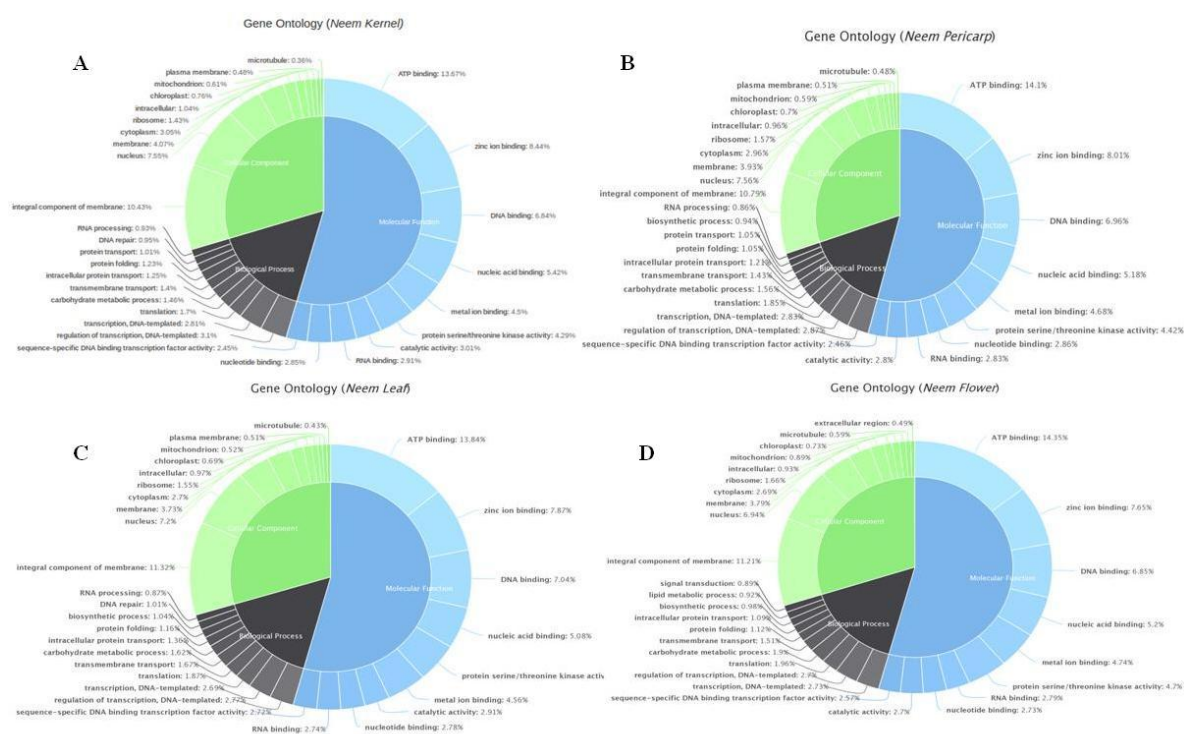 Gene Ontology (Neem Kernel)
A
microtubule: 0.36%
plasma membrane: 0.48%
mitochondrion: 0.61%
chloroplast: 0.76%
intracellular: 1.04%
ribosome: 1.43%
cytoplasm: 3.05%
membrane: 4.07%
nucleus: 7.55%
integral component of membrane: 10.43%
RNA processing: 0.93%
DNA repair: 0.95%
protein transport: 1.01%
protein folding: 1.23%
intracellular protein transport: 1.25%
transmembrane transport: 1.4%
carbohydrate metabolic process: 1.46%
translation: 1.7%
transcription, DNA-templated: 2.81%
regulation of transcription, DNA-templated: 3.1%
sequence-specific DNA binding transcription factor activity: 2.45%
nucleotide binding: 2.85%
RNA binding: 2.91%
catalytic activity: 3.01%
protein serine/threonine kinase activity: 4.29%
metal ion binding: 4.5%
nucleic acid binding: 5.42%
DNA binding: 6.84%
zinc ion binding: 8.44%
ATP binding: 13.67%
Cellular Component
Molecular Function
Biological Process
Gene Ontology (Neem Pericarp)
B
microtubule: 0.48%
plasma membrane: 0.51%
mitochondrion: 0.59%
chloroplast: 0.7%
intracellular: 0.96%
ribosome: 1.57%
cytoplasm: 2.96%
membrane: 3.93%
nucleus: 7.56%
integral component of membrane: 10.79%
RNA processing: 0.86%
biosynthetic process: 0.94%
protein transport: 1.05%
protein folding: 1.05%
intracellular protein transport: 1.21%
transmembrane transport: 1.43%
carbohydrate metabolic process: 1.56%
translation: 1.85%
transcription, DNA-templated: 2.83%
regulation of transcription, DNA-templated: 2.87%
sequence-specific DNA binding transcription factor activity: 2.46%
catalytic activity: 2.8%
RNA binding: 2.83%
nucleotide binding: 2.86%
protein serine/threonine kinase activity: 4.42%
metal ion binding: 4.68%
nucleic acid binding: 5.18%
DNA binding: 6.96%
zinc ion binding: 8.01%
ATP binding: 14.1%
Cellular Component
Molecular Function
Biological Process
Gene Ontology (Neem Leaf)
C
microtubule: 0.43%
plasma membrane: 0.51%
mitochondrion: 0.52%
chloroplast: 0.69%
intracellular: 0.97%
ribosome: 1.55%
cytoplasm: 2.7%
membrane: 3.73%
nucleus: 7.2%
integral component of membrane: 11.32%
RNA processing: 0.87%
DNA repair: 1.01%
biosynthetic process: 1.04%
protein folding: 1.16%
intracellular protein transport: 1.36%
carbohydrate metabolic process: 1.62%
transmembrane transport: 1.67%
translation: 1.87%
transcription, DNA-templated: 2.69%
regulation of transcription, DNA-templated: 2.77%
sequence-specific DNA binding transcription factor activity: 2.72%
RNA binding: 2.74%
nucleotide binding: 2.78%
catalytic activity: 2.91%
metal ion binding: 4.56%
protein serine/threonine kinase activ
nucleic acid binding: 5.08%
DNA binding: 7.04%
zinc ion binding: 7.87%
ATP binding: 13.84%
Cellular Component
Molecular Function
Biological Process
Gene Ontology (Neem Flower)
D
extracellular region: 0.49%
microtubule: 0.59%
chloroplast: 0.73%
mitochondrion: 0.89%
intracellular: 0.93%
ribosome: 1.66%
cytoplasm: 2.69%
membrane: 3.79%
nucleus: 6.94%
integral component of membrane: 11.21%
signal transduction: 0.89%
lipid metabolic process: 0.92%
biosynthetic process: 0.98%
intracellular protein transport: 1.09%
protein folding: 1.12%
transmembrane transport: 1.51%
carbohydrate metabolic process: 1.9%
translation: 1.96%
regulation of transcription, DNA-templated: 2.7%
transcription, DNA-templated: 2.73%
sequence-specific DNA binding transcription factor activity: 2.57%
catalytic activity: 2.7%
nucleotide binding: 2.73%
RNA binding: 2.79%
protein serine/threonine kinase activity: 4.7%
metal ion binding: 4.74%
nucleic acid binding: 5.2%
DNA binding: 6.85%
zinc ion binding: 7.65%
ATP binding: 14.35%
Cellular Component
Molecular Function
Biological Process